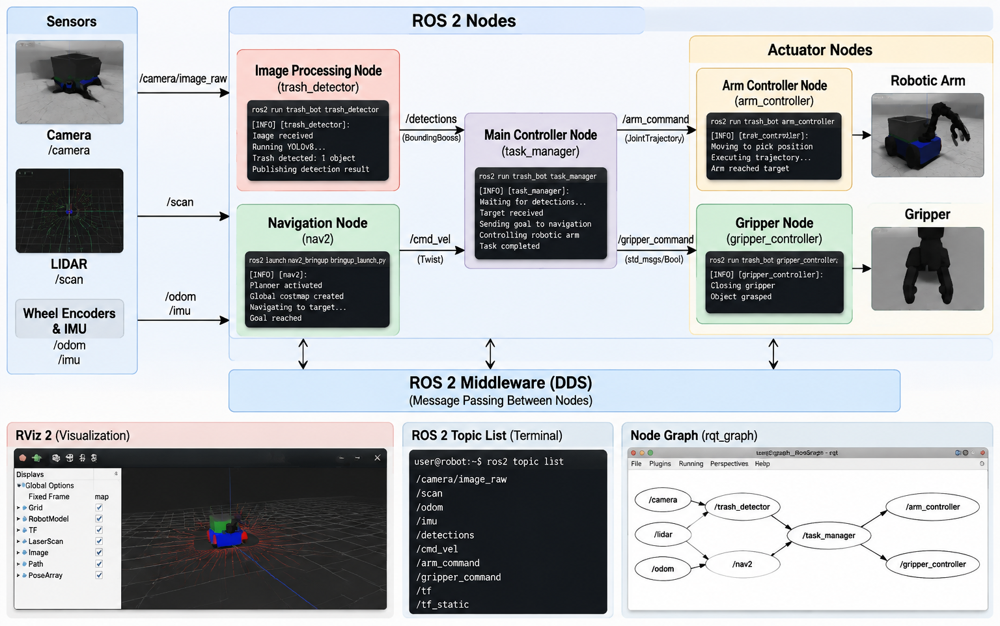 Sensors
Camera
/camera
LIDAR
/scan
Wheel Encoders
& IMU
/odom
/imu
/camera/image_raw
/scan
/odom
/imu
ROS 2 Nodes
Image Processing Node
(trash_detector)
ros2 run trash_bot trash_detector
[INFO] [trash_detector]:
Image received
Running YOLOv8...
Trash detected: 1 object
Publishing detection result
Navigation Node
(nav2)
ros2 launch nav2_bringup bringup_launch.py
[INFO] [nav2]:
Planner activated
Global costmap created
Navigating to target...
Goal reached
/detections
(BoundingBooss)
/cmd_vel
(Twist)
Main Controller Node
(task_manager)
ros2 run trash_bot task_manager
[INFO] [task_manager]:
Waiting for detections...
Target received
Sending goal to navigation
Controlling robotic arm
Task completed
/arm_command
(JointTrajectory)
/gripper_command
(std_msgs/Bool)
Actuator Nodes
Arm Controller Node
(arm_controller)
ros2 run trash_bot arm_controller
[INFO]
Moving to pick position
Executing trajectory...
Arm reached target
Robotic Arm
Gripper Node
(gripper_controller)
ros2 run trash_bot gripper_controller
[INFO] [gripper_controller]:
Closing gripper
Object grasped
Gripper
ROS 2 Middleware (DDS)
(Message Passing Between Nodes)
RViz 2 (Visualization)
Displays
Global Options
Fixed Frame map
Grid
RobotModel
TF
LaserScan
Image
Path
PoseArray
ROS 2 Topic List (Terminal)
user@robot:~$ ros2 topic list
/camera/image_raw
/scan
/odom
/imu
/detections
/cmd_vel
/arm_command
/gripper_command
/tf
/tf_static
Node Graph (rqt_graph)
- rqt
File Plugins Running Perspectives Help
/camera
/lidar
/odom
/trash_detector
/nav2
/task_manager
/arm_controller
/gripper_controller